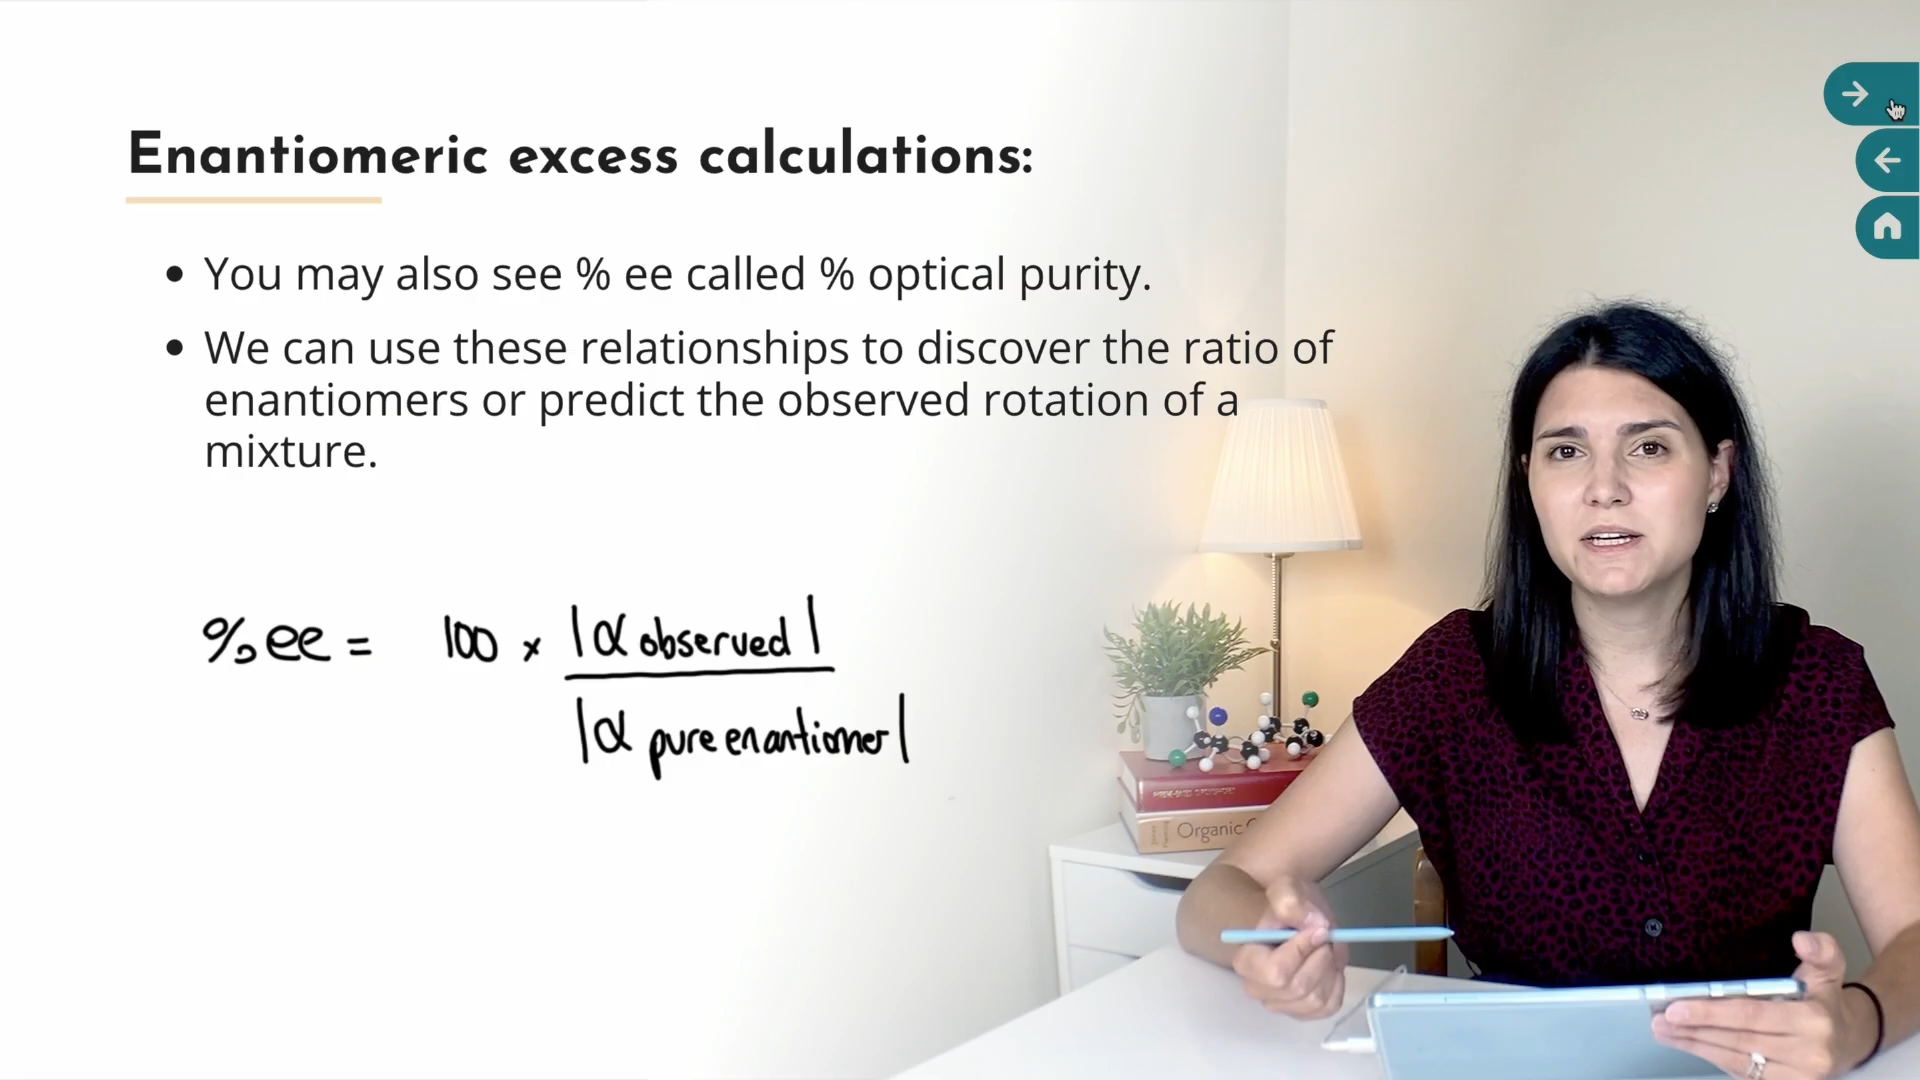 Enantiomeric excess calculations:
• You may also see % ee called % optical purity.
• We can use these relationships to discover the ratio of
enantiomers or predict the observed rotation of a
mixture.
%ee = 100 × |α observed|
|α pure enantiomer|
Organic